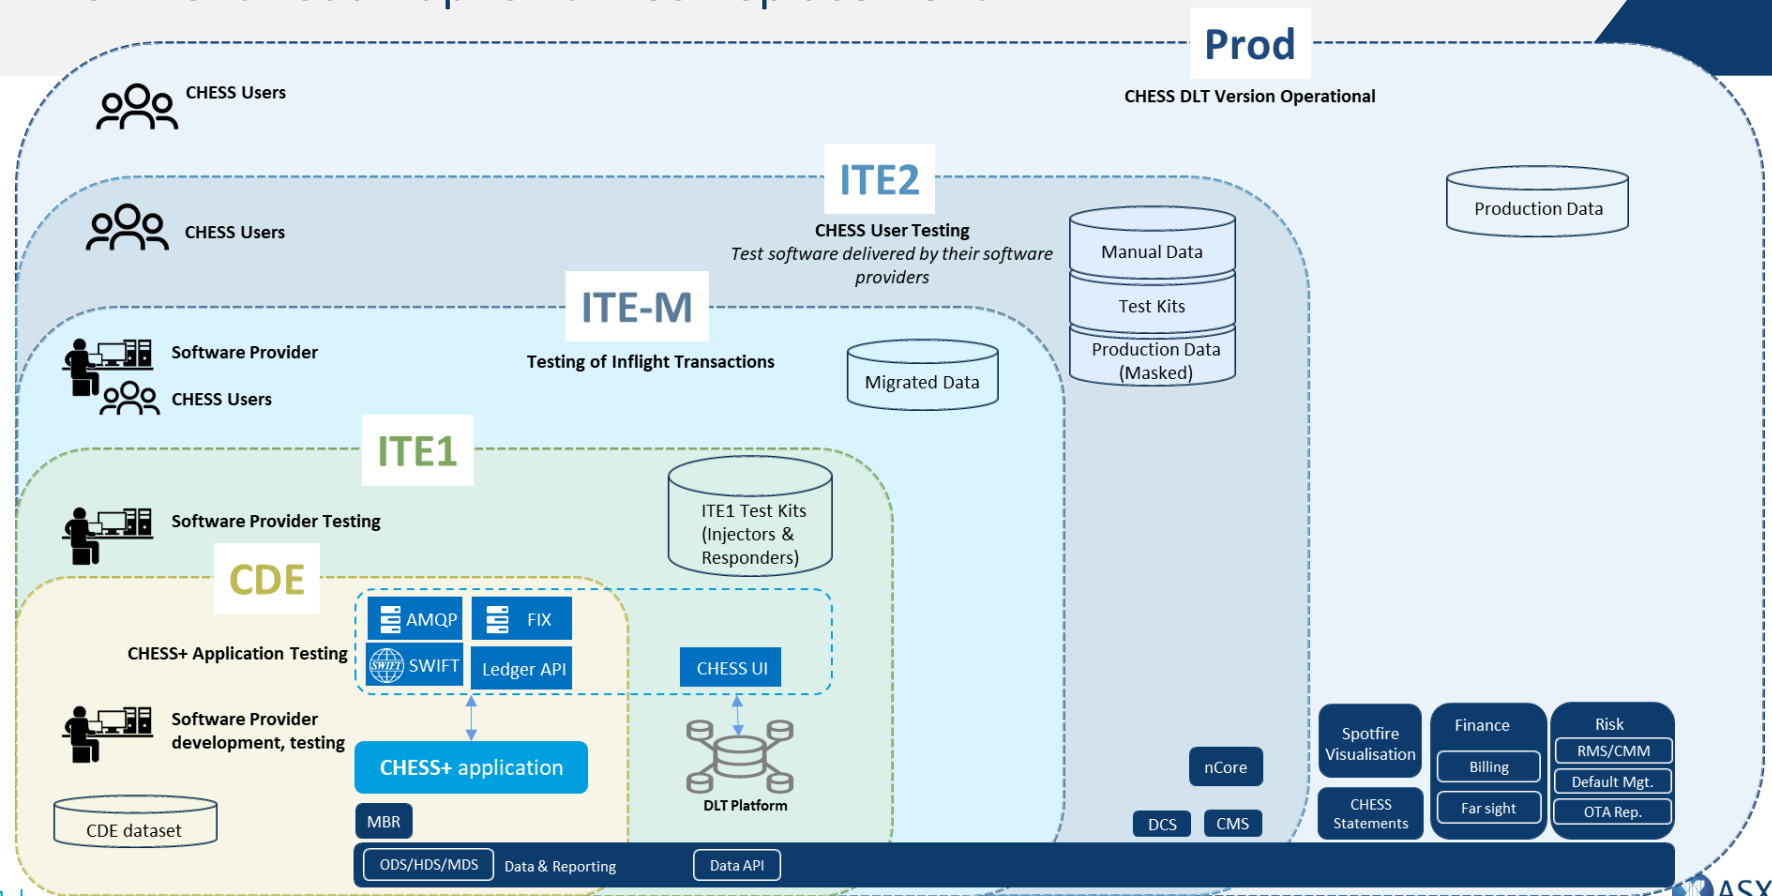 Prod
CHESS Users
CHESS DLT Version Operational
ITE2
Production Data
CHESS Users
CHESS User Testing
Test software delivered by their software
providers
Manual Data
Test Kits
Production Data
(Masked)
ITE-M
Software Provider
CHESS Users
Testing of Inflight Transactions
Migrated Data
ITE1
Software Provider Testing
ITE1 Test Kits
(Injectors &
Responders)
CDE
CHESS+ Application Testing
AMQP
FIX
SWIFT
SWIFT
Ledger API
CHESS UI
Software Provider
development, testing
CHESS+ application
DLT Platform
CDE dataset
MBR
ODS/HDS/MDS
Data & Reporting
Data API
nCore
DCS
CMS
Spotfire
Visualisation
CHESS
Statements
Finance
Billing
Far sight
Risk
RMS/CMM
Default Mgt.
OTA Rep.
ASX